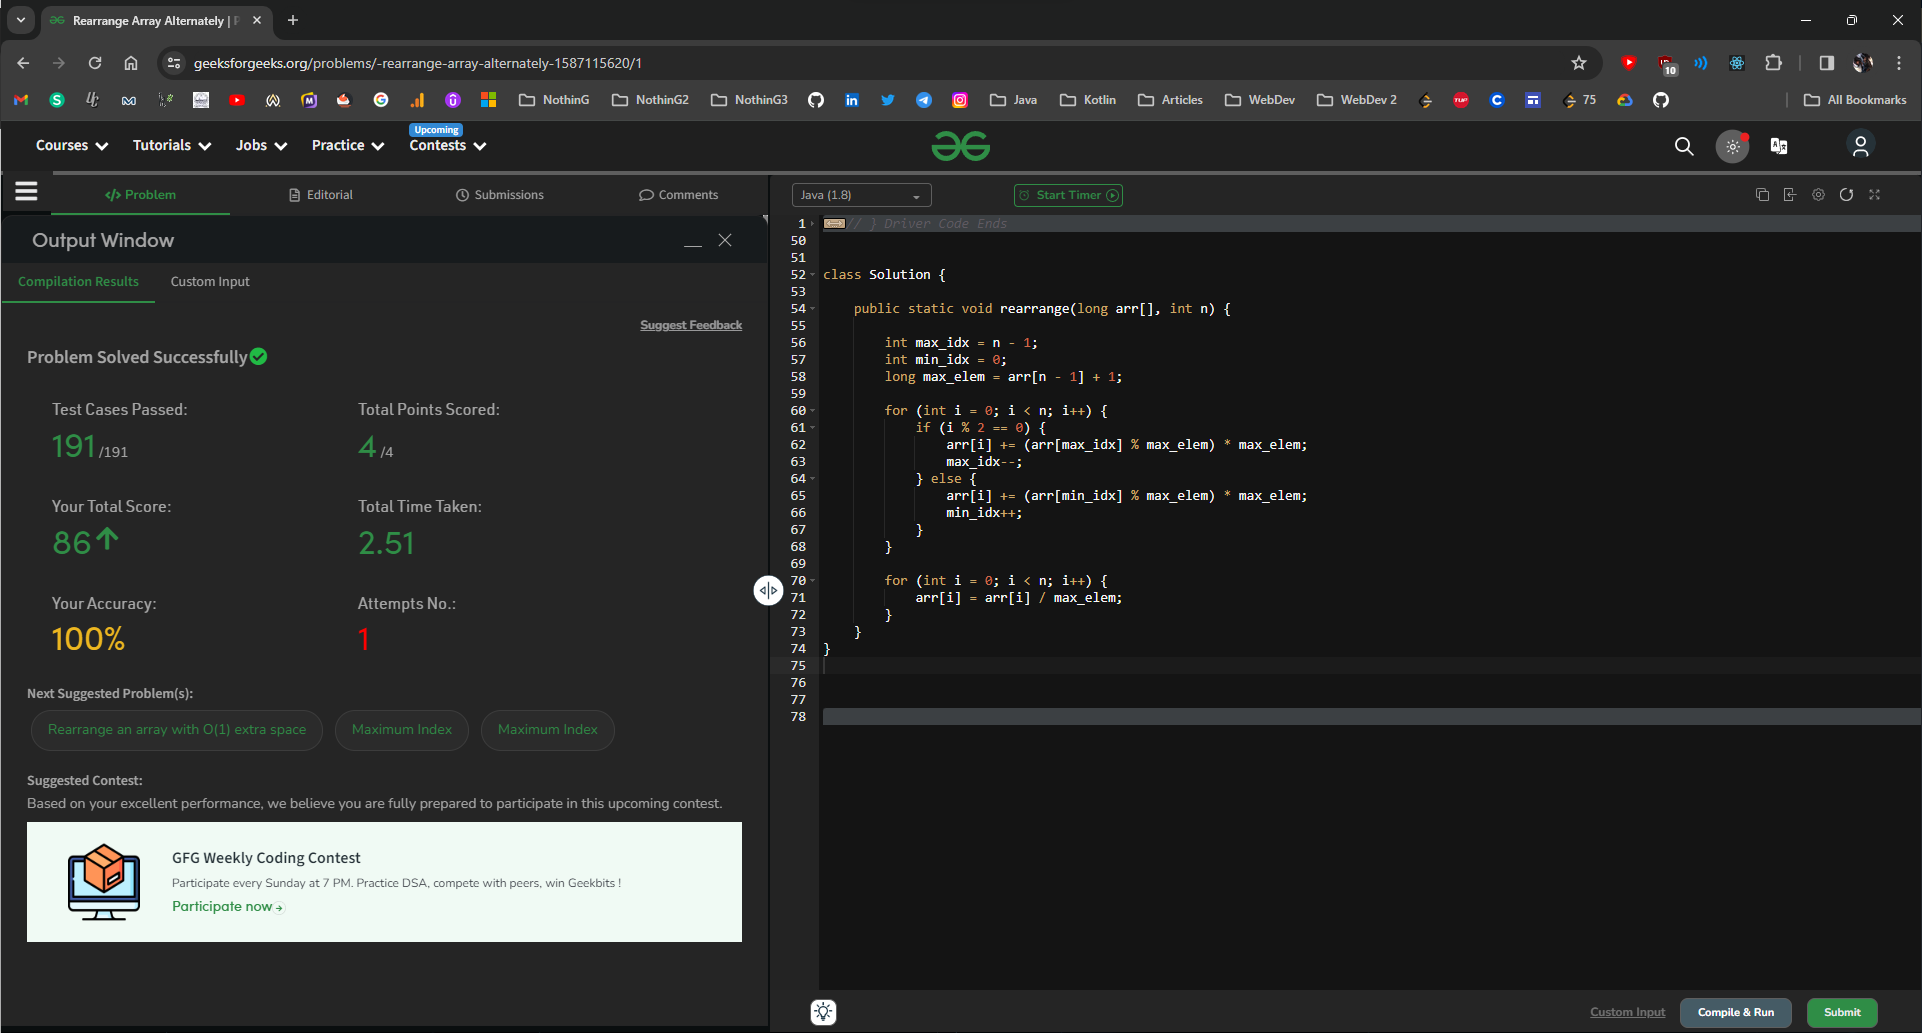 Rearrange Array Alternately | P
geeksforgeeks.org/problems/-rearrange-array-alternately-1587115620/1
10
NothinG
NothinG2
NothinG3
Java
Kotlin
Articles
WebDev
WebDev 2
75
All Bookmarks
Courses
Tutorials
Jobs
Practice
Upcoming
Contests
</> Problem
Editorial
Submissions
Comments
Output Window
Compilation Results
Custom Input
Suggest Feedback
Problem Solved Successfully
Test Cases Passed:
191 /191
Total Points Scored:
4 /4
Your Total Score:
86
Total Time Taken:
2.51
Your Accuracy:
100%
Attempts No.:
1
Next Suggested Problem(s):
Rearrange an array with O(1) extra space
Maximum Index
Maximum Index
Suggested Contest:
Based on your excellent performance, we believe you are fully prepared to participate in this upcoming contest.
GFG Weekly Coding Contest
Participate every Sunday at 7 PM. Practice DSA, compete with peers, win Geekbits !
Participate now
Java (1.8)
Start Timer
1 // } Driver Code Ends
50
51
52 class Solution {
53
54 public static void rearrange(long arr[], int n) {
55
56 int max_idx = n - 1;
57 int min_idx = 0;
58 long max_elem = arr[n - 1] + 1;
59
60 for (int i = 0; i < n; i++) {
61 if (i % 2 == 0) {
62 arr[i] += (arr[max_idx] % max_elem) * max_elem;
63 max_idx--;
64 } else {
65 arr[i] += (arr[min_idx] % max_elem) * max_elem;
66 min_idx++;
67 }
68 }
69
70 for (int i = 0; i < n; i++) {
71 arr[i] = arr[i] / max_elem;
72 }
73 }
74 }
75
76
77
78
Custom Input
Compile & Run
Submit